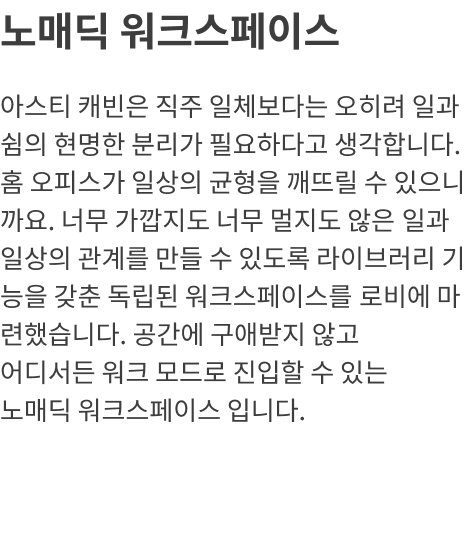 노매딕 워크스페이스
아스티 캐빈은 직주 일체보다는 오히려 일과
쉼의 현명한 분리가 필요하다고 생각합니다.
홈 오피스가 일상의 균형을 깨뜨릴 수 있으니
까요. 너무 가깝지도 너무 멀지도 않은 일과
일상의 관계를 만들 수 있도록 라이브러리 기
능을 갖춘 독립된 워크스페이스를 로비에 마
련했습니다. 공간에 구애받지 않고
어디서든 워크 모드로 진입할 수 있는
노매딕 워크스페이스 입니다.